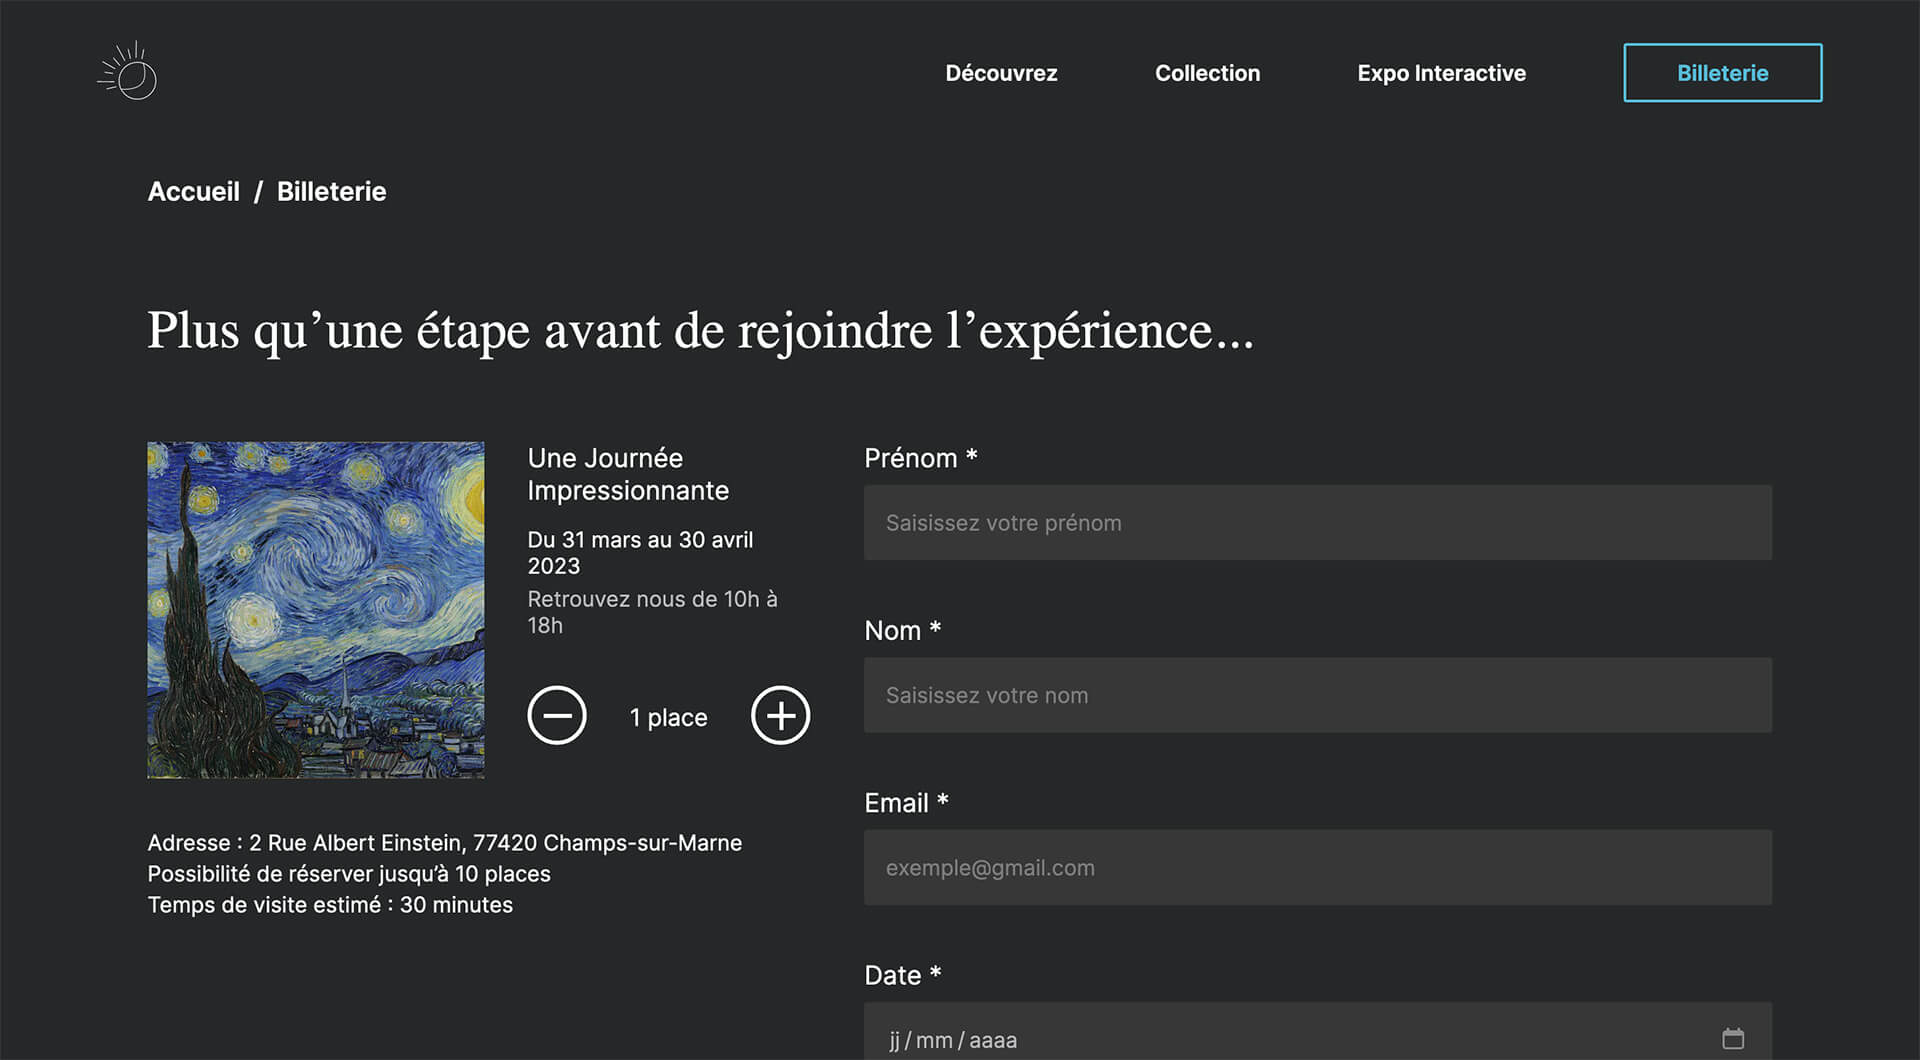 Découvrez
Collection
Expo Interactive
Billeterie
Accueil / Billeterie
Plus qu’une étape avant de rejoindre l’expérience...
Une Journée
Impressionnante
Du 31 mars au 30 avril
2023
Retrouvez nous de 10h à
18h
1 place
Adresse : 2 Rue Albert Einstein, 77420 Champs-sur-Marne
Possibilité de réserver jusqu’à 10 places
Temps de visite estimé : 30 minutes
Prénom *
Saisissez votre prénom
Nom *
Saisissez votre nom
Email *
exemple@gmail.com
Date *
jj / mm / aaaa